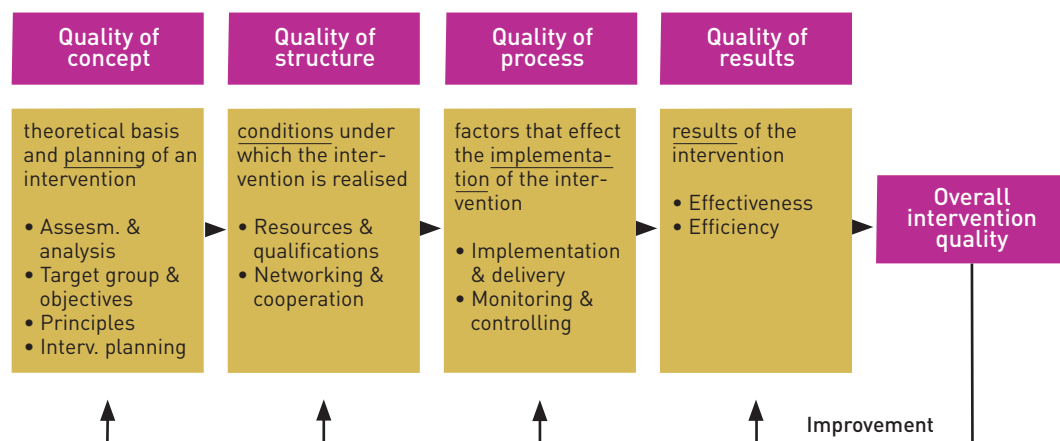 Quality of
concept
theoretical basis
and planning of an
intervention
• Assesm. &
analysis
• Target group &
objectives
• Principles
• Interv. planning
Quality of
structure
conditions under
which the inter-
vention is realised
• Resources &
qualifications
• Networking &
cooperation
Quality of
process
factors that effect
the implementa-
tion of the inter-
vention
• Implementation
& delivery
• Monitoring &
controlling
Quality of
results
results of the
intervention
• Effectiveness
• Efficiency
Overall
intervention
quality
Improvement